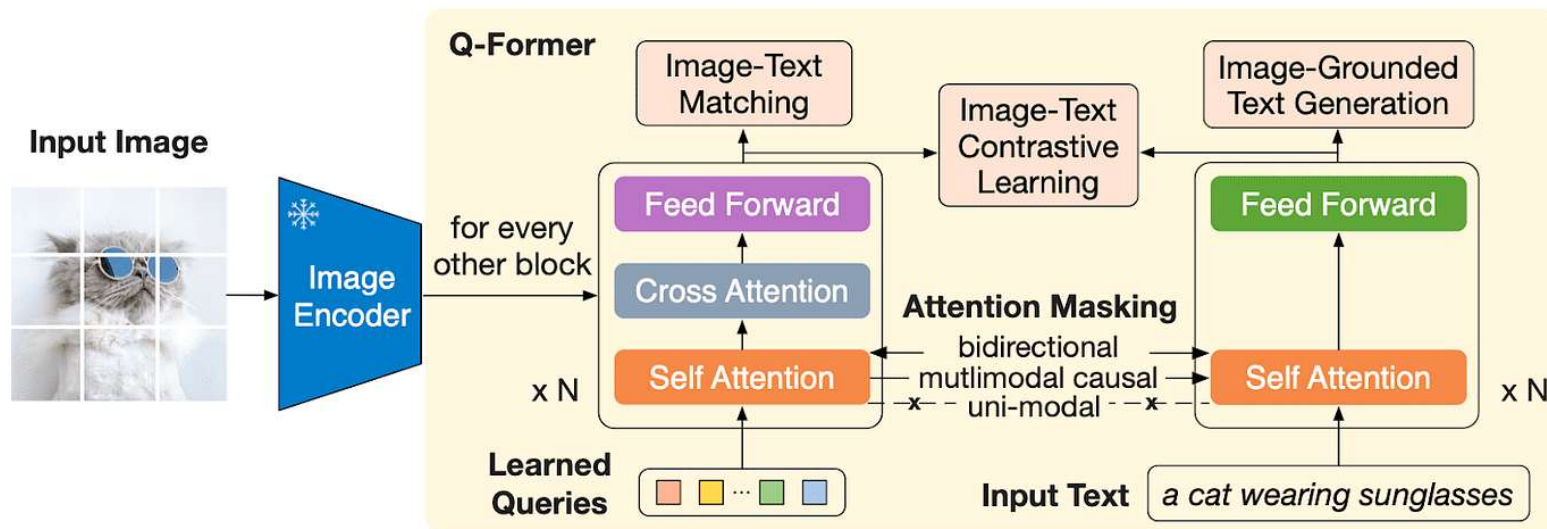 Q-Former
Input Image
Image
Encoder
for every
other block
Image-Text
Matching
Image-Text
Contrastive
Learning
Image-Grounded
Text Generation
Feed Forward
Cross Attention
Self Attention
x N
Attention Masking
bidirectional
mutlimodal causal
x uni-modal x
Feed Forward
Self Attention
x N
Learned
Queries
...
Input Text
a cat wearing sunglasses